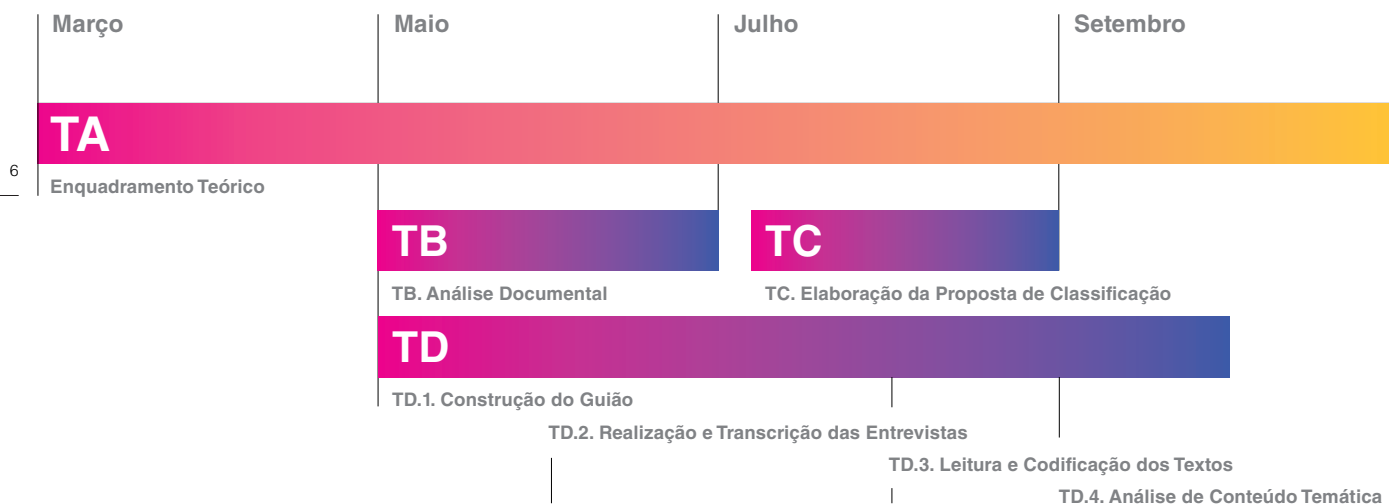 Março
Maio
Julho
Setembro
TA
6
Enquadramento Teórico
TB
TC
TB. Análise Documental
TC. Elaboração da Proposta de Classificação
TD
TD.1. Construção do Guião
TD.2. Realização e Transcrição das Entrevistas
TD.3. Leitura e Codificação dos Textos
TD.4. Análise de Conteúdo Temática